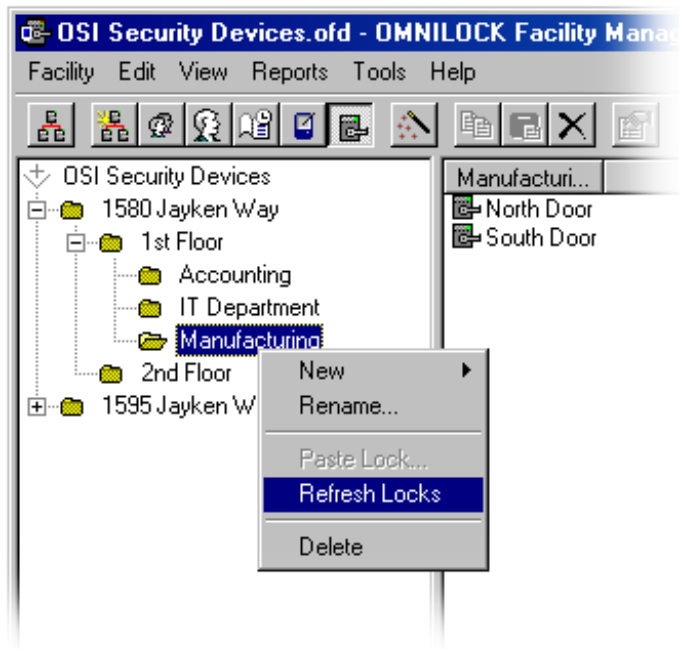 OSI Security Devices.ofd - OMNILOCK Facility Manag
Facility Edit View Reports Tools Help
OSI Security Devices
1580 Jayken Way
1st Floor
Accounting
IT Department
Manufacturing
2nd Floor
1595 Jayken W
Manufacturi...
North Door
South Door
New
Rename...
Paste Lock...
Refresh Locks
Delete